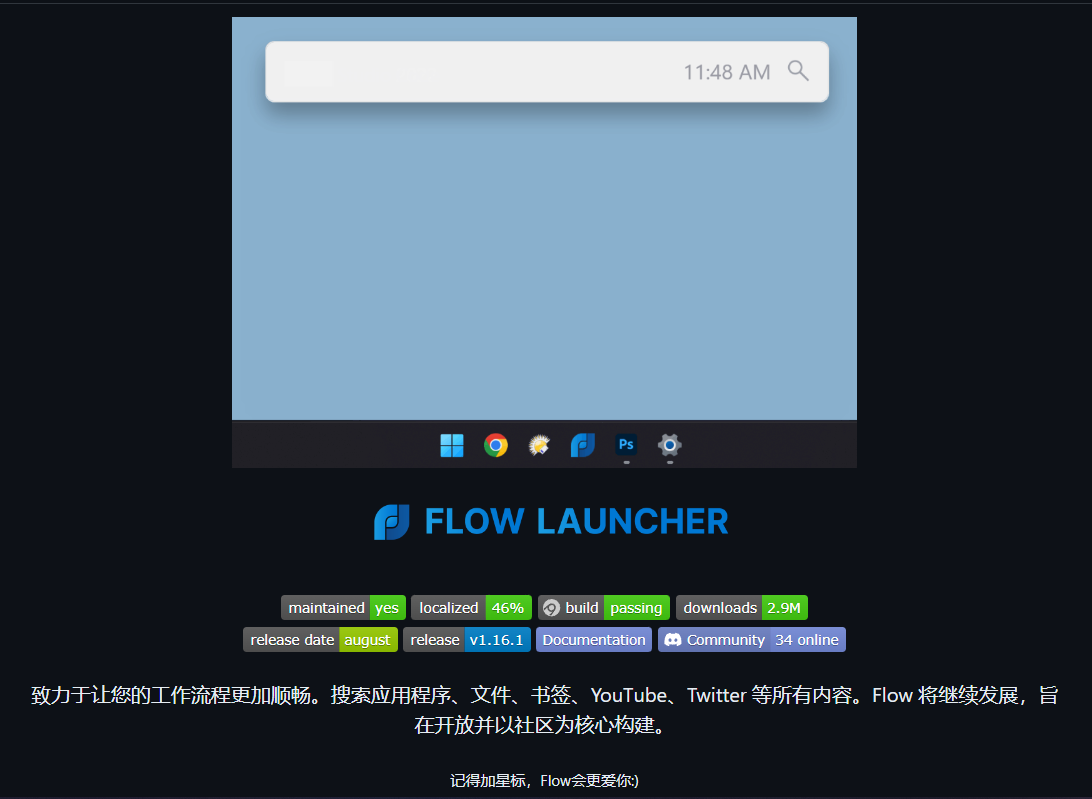 11:48 AM
Ps
FLOW LAUNCHER
maintained yes localized 46% build passing downloads 2.9M
release date august release v1.16.1 Documentation Community 34 online
致力于让您的工作流程更加顺畅。搜索应用程序、文件、书签、YouTube、Twitter 等所有内容。Flow 将继续发展，旨
在开放并以社区为核心构建。
记得加星标，Flow会更爱你:)